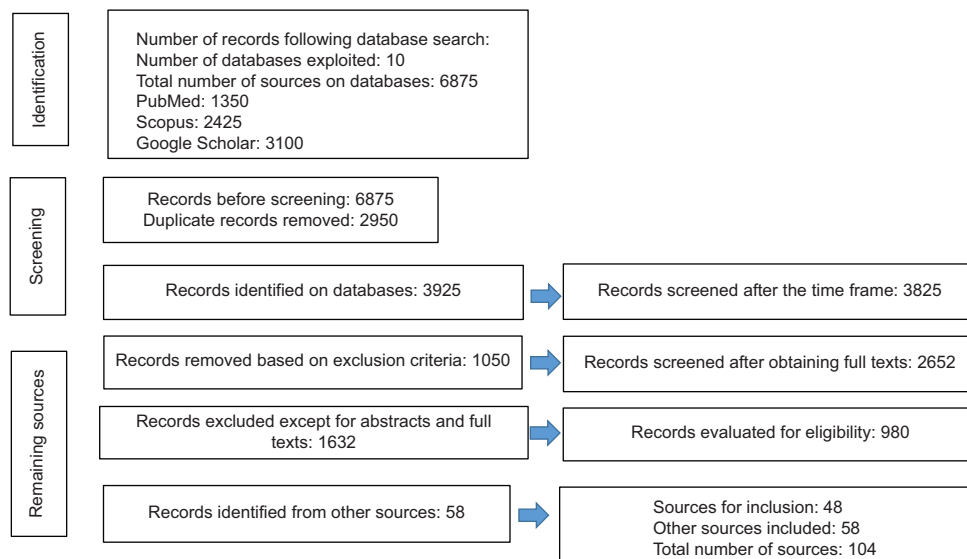 Identification
Number of records following database search:
Number of databases exploited: 10
Total number of sources on databases: 6875
PubMed: 1350
Scopus: 2425
Google Scholar: 3100
Screening
Records before screening: 6875
Duplicate records removed: 2950
Records identified on databases: 3925
Records screened after the time frame: 3825
Remaining sources
Records removed based on exclusion criteria: 1050
Records screened after obtaining full texts: 2652
Records excluded except for abstracts and full
texts: 1632
Records evaluated for eligibility: 980
Records identified from other sources: 58
Sources for inclusion: 48
Other sources included: 58
Total number of sources: 104